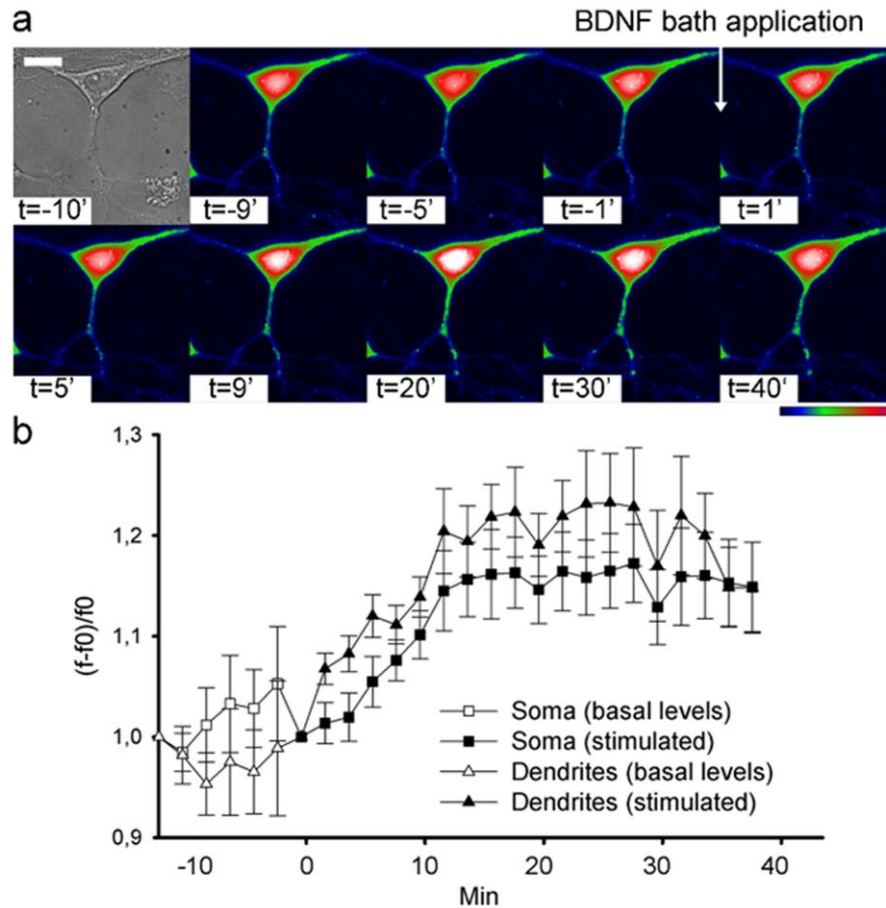 a
BDNF bath application
t=-10'
t=-9'
t=-5'
t=-1'
t=1'
t=5'
t=9'
t=20'
t=30'
t=40'
b
1,3
1,2
1,1
1,0
0,9
(f-f0)/f0
Soma (basal levels)
Soma (stimulated)
Dendrites (basal levels)
Dendrites (stimulated)
-10
0
10
20
30
40
Min